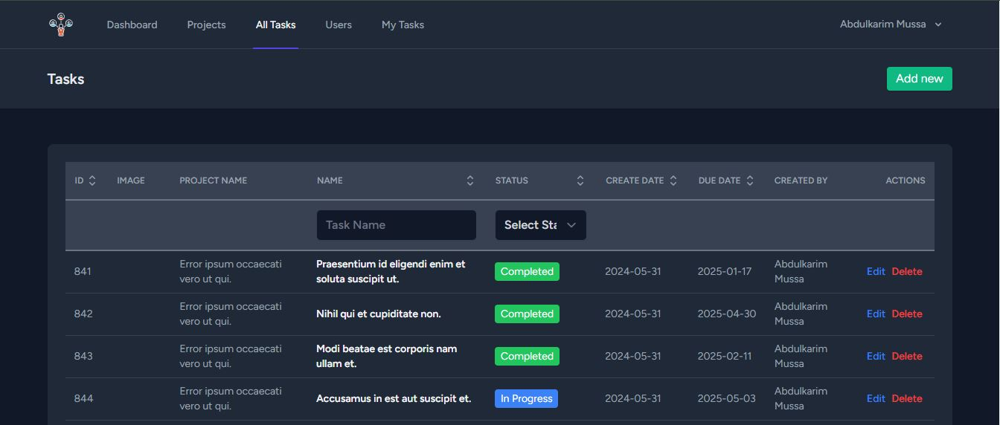 Dashboard Projects All Tasks Users My Tasks Abdulkarim Mussa
Tasks Add new
ID IMAGE PROJECT NAME NAME STATUS CREATE DATE DUE DATE CREATED BY ACTIONS
Task Name Select Sta
841 Error ipsum occaecati vero ut qui. Praesentium id eligendi enim et soluta suscipit ut. Completed 2024-05-31 2025-01-17 Abdulkarim Mussa Edit Delete
842 Error ipsum occaecati vero ut qui. Nihil qui et cupiditate non. Completed 2024-05-31 2025-04-30 Abdulkarim Mussa Edit Delete
843 Error ipsum occaecati vero ut qui. Modi beatae est corporis nam ullam et. Completed 2024-05-31 2025-02-11 Abdulkarim Mussa Edit Delete
844 Error ipsum occaecati vero ut qui. Accusamus in est aut suscipit et. In Progress 2024-05-31 2025-05-03 Abdulkarim Mussa Edit Delete